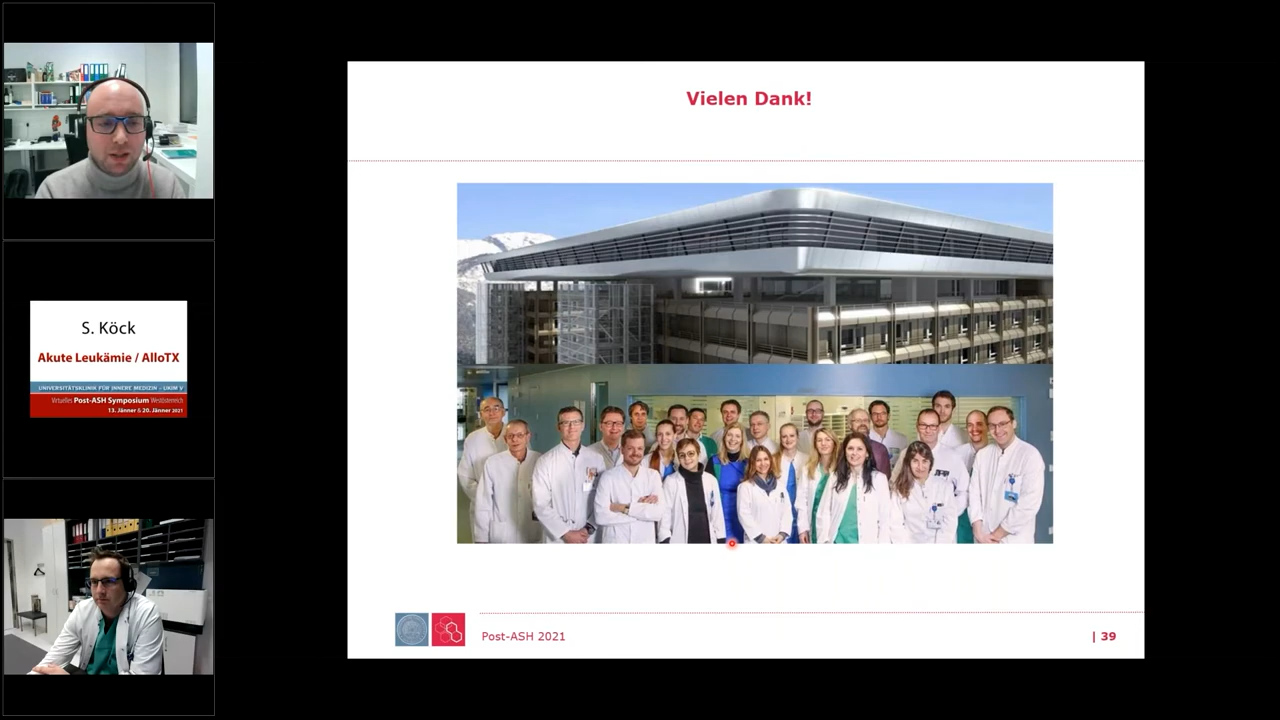 S. Köck
Akute Leukämie / AlloTX
UNIVERSITÄTSKLINIK FÜR INNERE MEDIZIN – UKIM V
Virtuelles Post-ASH Symposium Westösterreich
13. Jänner & 20. Jänner 2021
Vielen Dank!
Post-ASH 2021
| 39